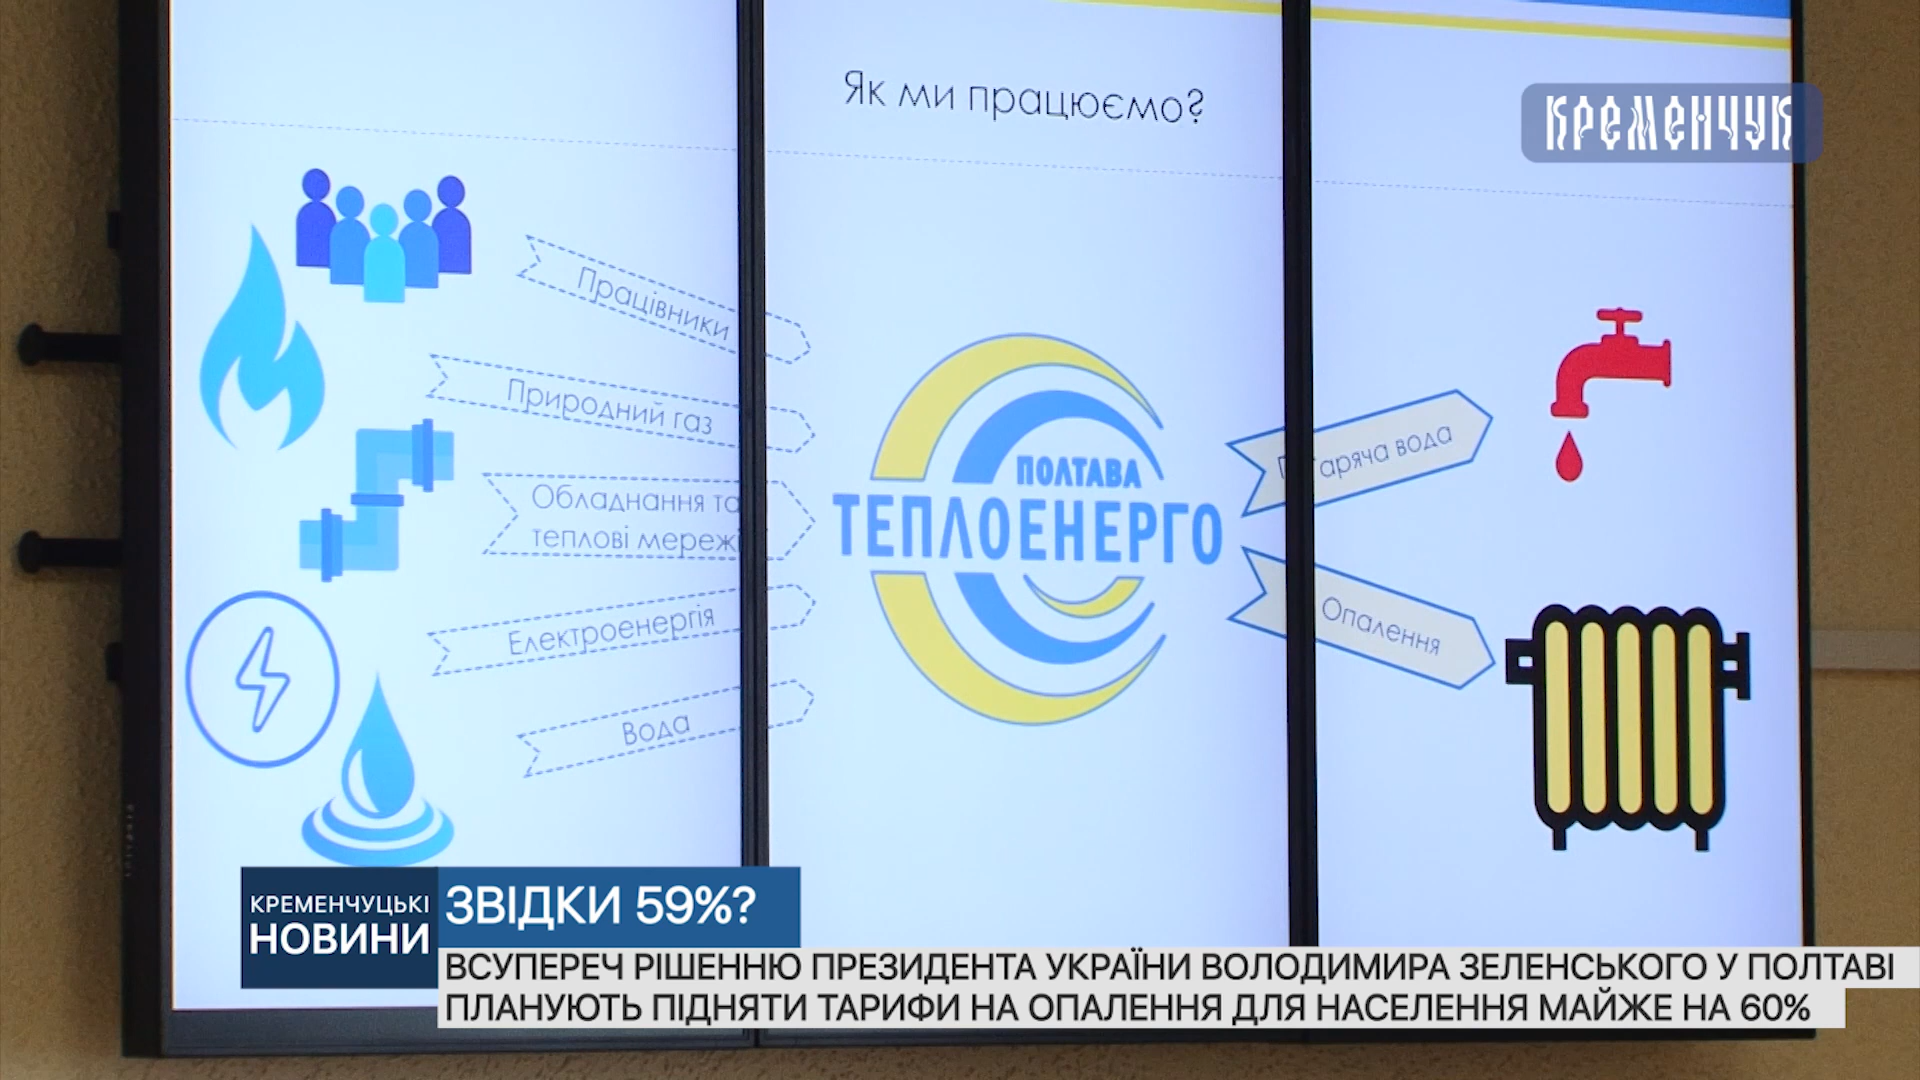 Як ми працюємо?
КРЕМЕНЧУК
Працівники
Природний газ
Обладнання та
теплові мережі
Електроенергія
Вода
ПОЛТАВА
ТЕПЛОЕНЕРГО
Гаряча вода
Опалення
КРЕМЕНЧУЦЬКІ
НОВИНИ
ЗВІДКИ 59%?
ВСУПЕРЕЧ РІШЕННЮ ПРЕЗИДЕНТА УКРАЇНИ ВОЛОДИМИРА ЗЕЛЕНСЬКОГО У ПОЛТАВІ
ПЛАНУЮТЬ ПІДНЯТИ ТАРИФИ НА ОПАЛЕННЯ ДЛЯ НАСЕЛЕННЯ МАЙЖЕ НА 60%